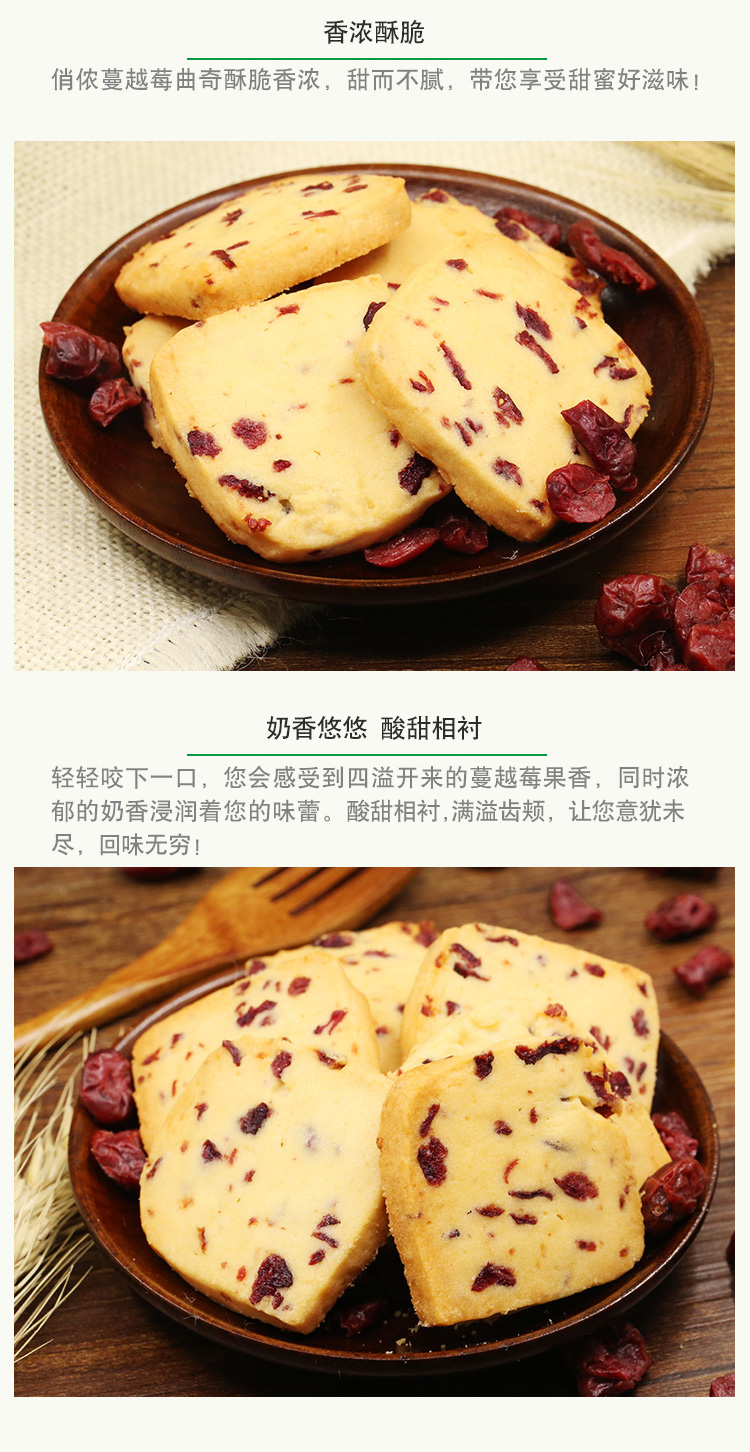 香浓酥脆
俏侬蔓越莓曲奇酥脆香浓，甜而不腻，带您享受甜蜜好滋味！
奶香悠悠 酸甜相衬
轻轻咬下一口，您会感受到四溢开来的蔓越莓果香，同时浓
郁的奶香浸润着您的味蕾。酸甜相衬,满溢齿颊，让您意犹未
尽，回味无穷！